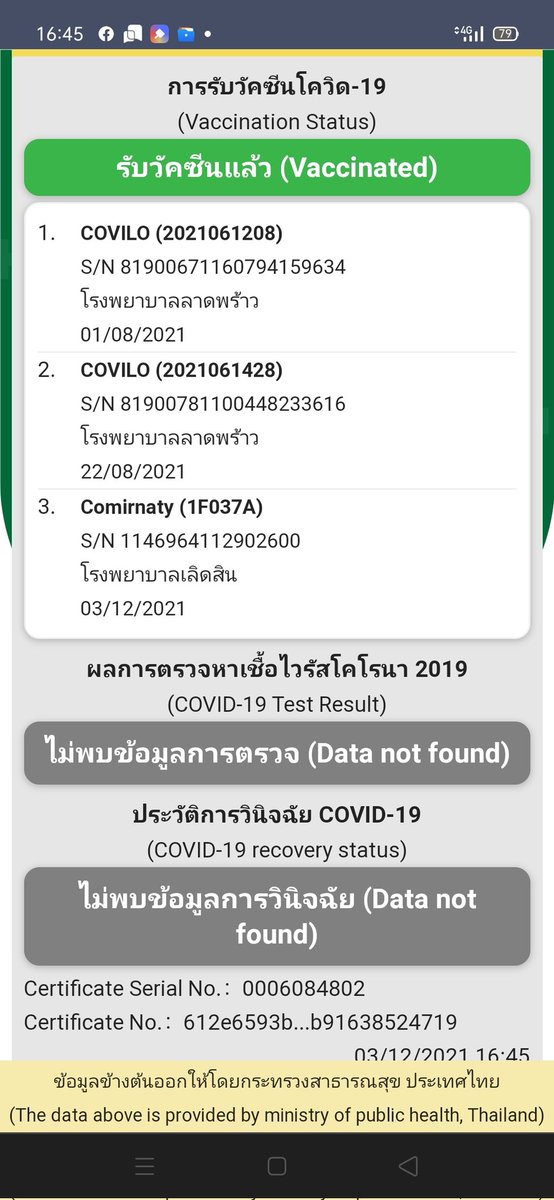 16:45
4G
79
การรับวัคซีนโควิด-19
(Vaccination Status)
รับวัคซีนแล้ว (Vaccinated)
1. COVILO (2021061208)
S/N 81900671160794159634
โรงพยาบาลลาดพร้าว
01/08/2021
2. COVILO (2021061428)
S/N 81900781100448233616
โรงพยาบาลลาดพร้าว
22/08/2021
3. Comirnaty (1F037A)
S/N 1146964112902600
โรงพยาบาลเลิดสิน
03/12/2021
ผลการตรวจหาเชื้อไวรัสโคโรนา 2019
(COVID-19 Test Result)
ไม่พบข้อมูลการตรวจ (Data not found)
ประวัติการวินิจฉัย COVID-19
(COVID-19 recovery status)
ไม่พบข้อมูลการวินิจฉัย (Data not
found)
Certificate Serial No.: 0006084802
Certificate No.: 612e6593b...b91638524719
03/12/2021 16:45
ข้อมูลข้างต้นออกให้โดยกระทรวงสาธารณสุข ประเทศไทย
(The data above is provided by ministry of public health, Thailand)